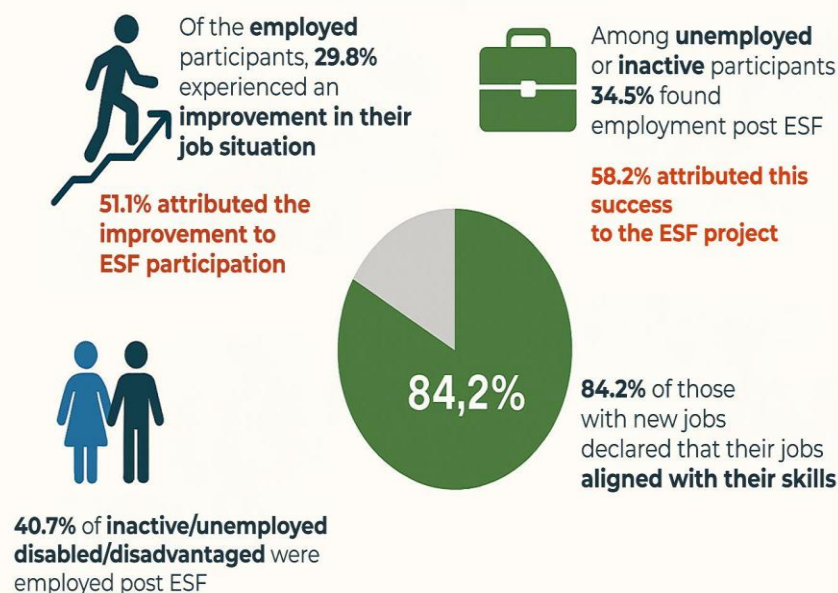 Of the employed
participants, 29.8%
experienced an
improvement in their
job situation
51.1% attributed the
improvement to
ESF participation
Among unemployed
or inactive participants
34.5% found
employment post ESF
58.2% attributed this
success
to the ESF project
84,2%
84.2% of those
with new jobs
declared that their jobs
aligned with their skills
40.7% of inactive/unemployed
disabled/disadvantaged were
employed post ESF